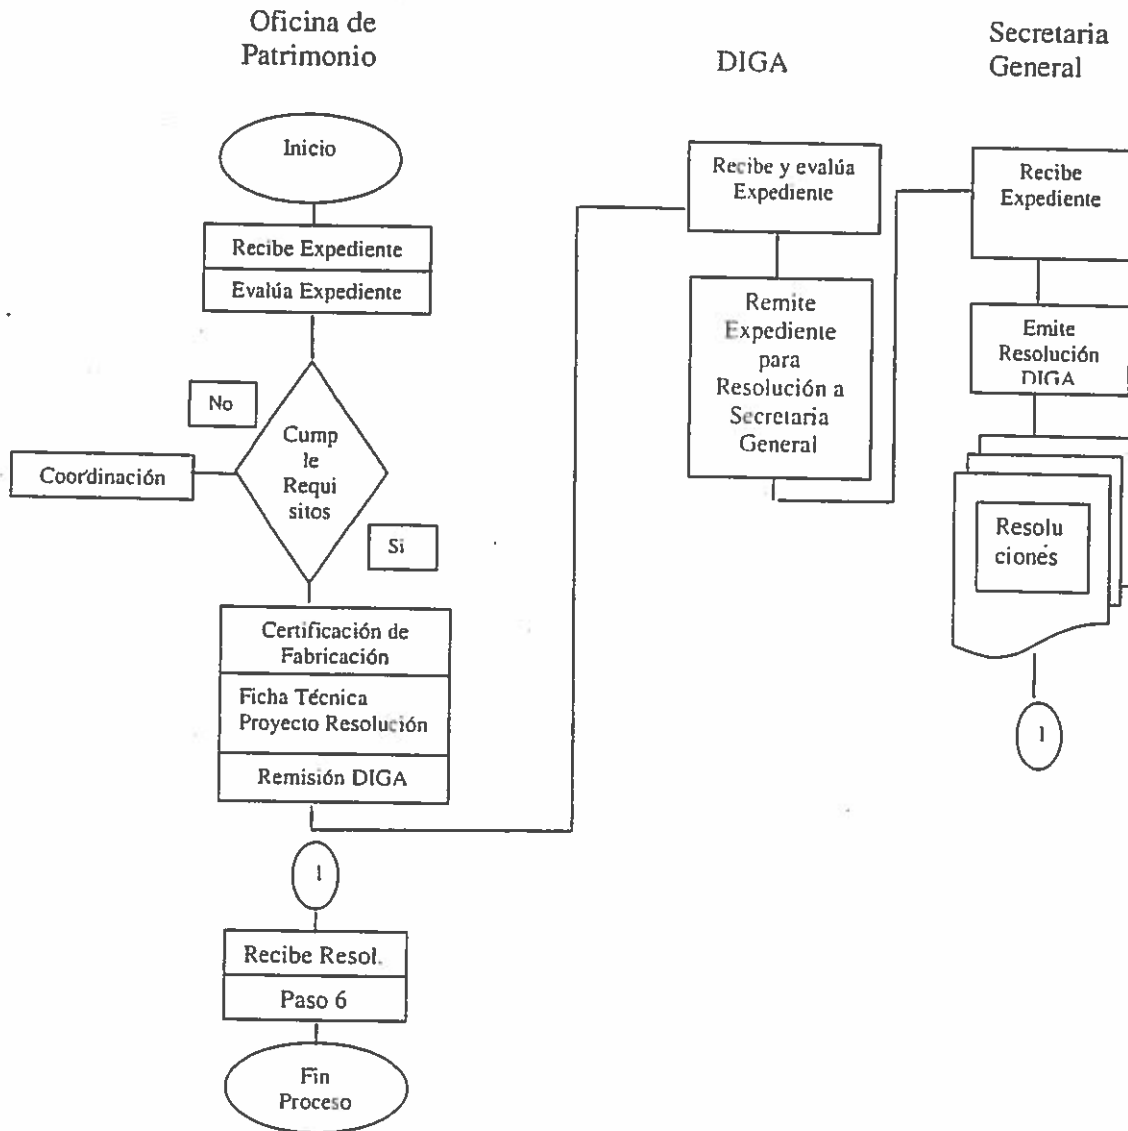 Oficina de
Patrimonio
Inicio
Recibe Expediente
Evalúa Expediente
No
Cump
le
Requi
sitos
Coordinación
Si
Certificación de
Fabricación
Ficha Técnica
Proyecto Resolución
Remisión DIGA
1
Recibe Resol.
Paso 6
Fin
Proceso
DIGA
Recibe y evalúa
Expediente
Remite
Expediente
para
Resolución a
Secretaria
General
Secretaria
General
Recibe
Expediente
Emite
Resolución
DIGA
Resolu
ciones
1